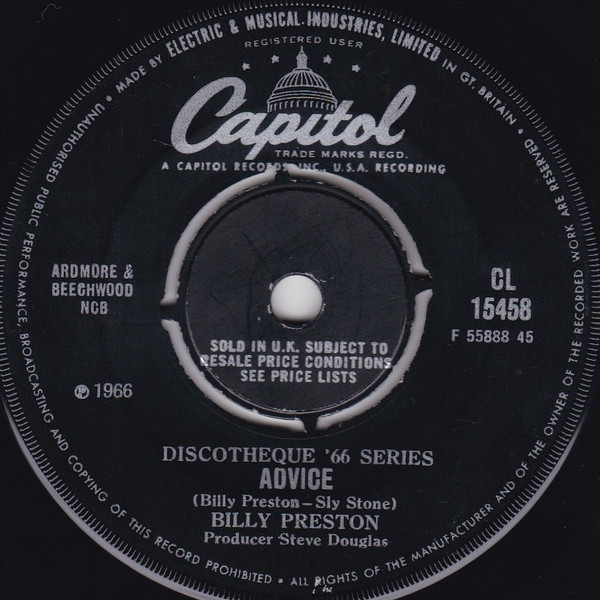 MADE BY ELECTRIC & MUSICAL INDUSTRIES, LIMITED IN GT. BRITAIN • ALL RIGHTS OF THE MANUFACTURER AND OF THE OWNER OF THE RECORDED WORK ARE RESERVED • UNAUTHORISED PUBLIC PERFORMANCE, BROADCASTING AND COPYING OF THIS RECORD PROHIBITED •
REGISTERED USER
Capitol
TRADE MARKS REGD.
A CAPITOL RECORDS, INC., U.S.A. RECORDING
ARDMORE &
BEECHWOOD
NCB
CL
15458
F 55888 45
SOLD IN U.K. SUBJECT TO
RESALE PRICE CONDITIONS,
SEE PRICE LISTS
℗ 1966
DISCOTHEQUE '66 SERIES
ADVICE
(Billy Preston–Sly Stone)
BILLY PRESTON
Producer Steve Douglas